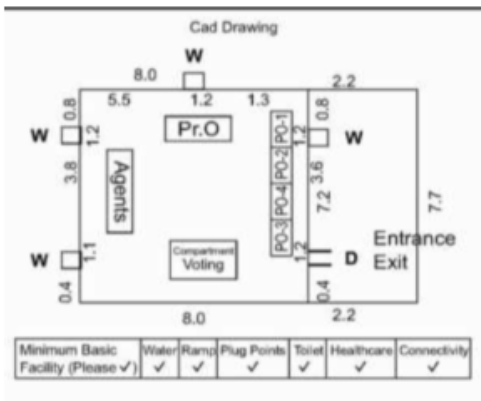 Cad Drawing
W
8.0
2.2
5.5 1.2 1.3
0.8
0.8
Pr.O
W
1.2
PO-1
1.2
W
3.8
Agents
PO-2
3.6
PO-4
7.2
7.7
PO-3
Entrance
W
1.1
Compartment
Voting
1.2
D
Exit
0.4
0.4
8.0
2.2
Minimum Basic Facility (Please ✓) Water Ramp Plug Points Toilet Healthcare Connectivity
✓ ✓ ✓ ✓ ✓ ✓